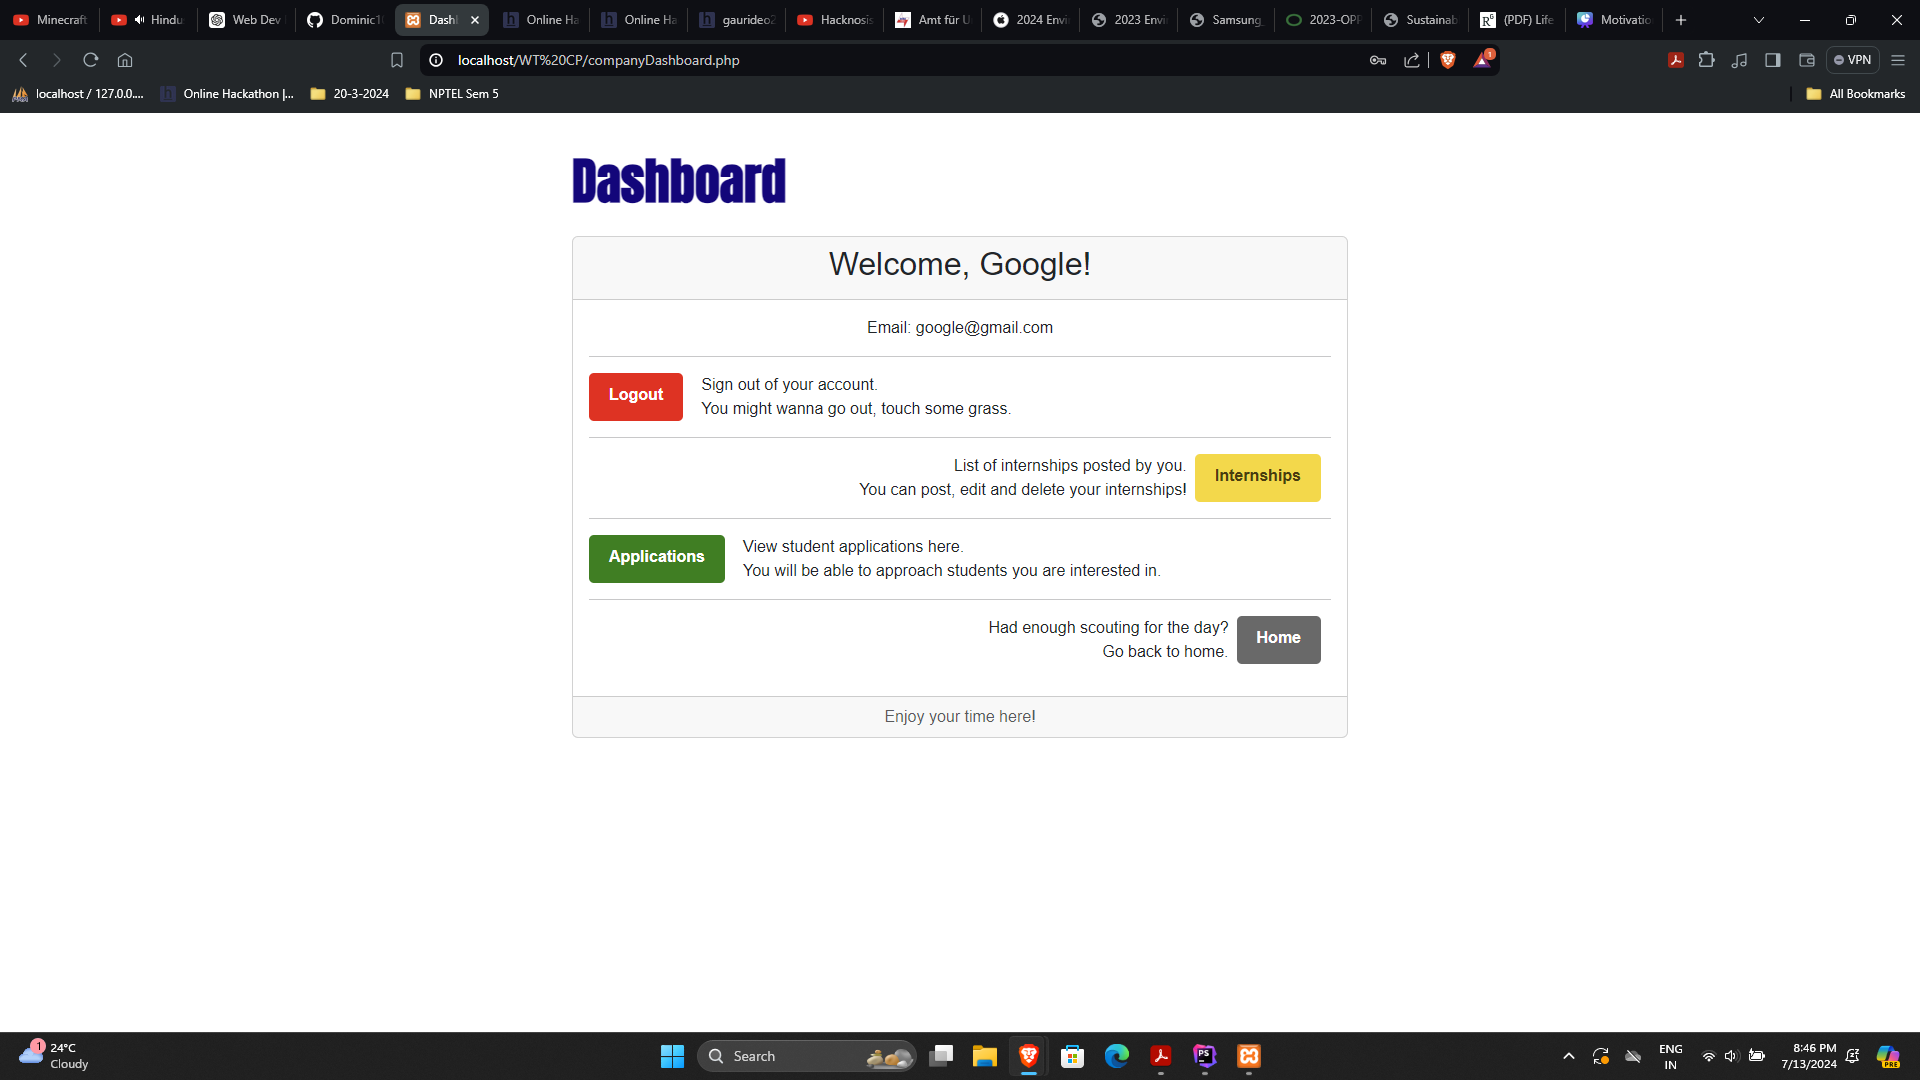 Minecraft
Hindu
Web Dev
Dominic1
Dash
Online Ha
Online Ha
gaurideo2
Hacknosis
Amt für U
2024 Envi
2023 Envi
Samsung_
2023-OPP
Sustainab
(PDF) Life
Motivatio
localhost/WT%20CP/companyDashboard.php
1
VPN
localhost / 127.0.0....
Online Hackathon |...
20-3-2024
NPTEL Sem 5
All Bookmarks
Dashboard
Welcome, Google!
Email: google@gmail.com
Logout
Sign out of your account.
You might wanna go out, touch some grass.
List of internships posted by you.
You can post, edit and delete your internships!
Internships
Applications
View student applications here.
You will be able to approach students you are interested in.
Had enough scouting for the day?
Go back to home.
Home
Enjoy your time here!
1
24°C
Cloudy
Search
PS
ENG
IN
8:46 PM
7/13/2024
PRE